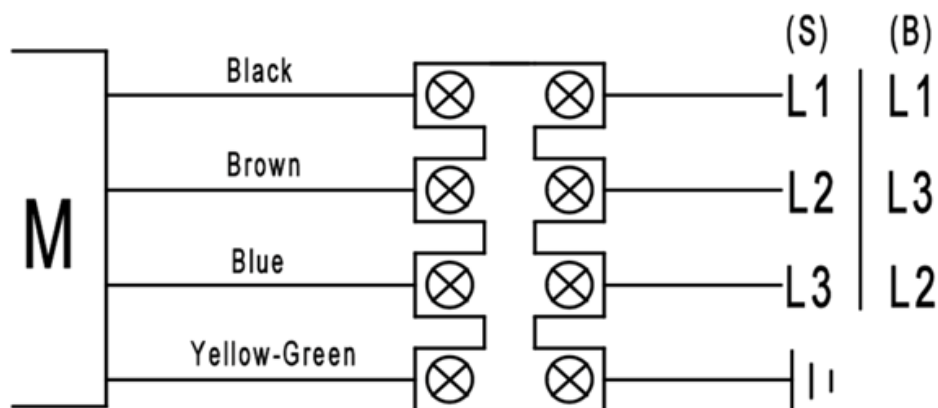 (S) (B)
Black L1 L1
Brown L2 L3
M
Blue L3 L2
Yellow-Green